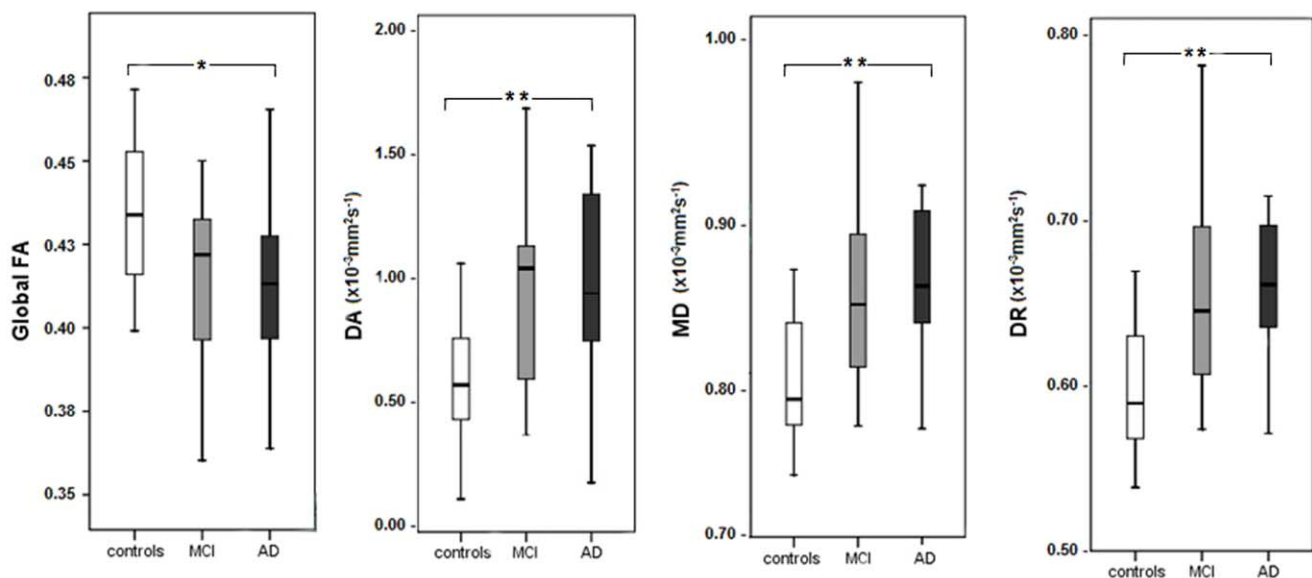 Global FA
0.48
0.45
0.43
0.40
0.38
0.35
*
controls MCI AD
DA (x10⁻³mm²s⁻¹)
2.00
1.50
1.00
0.50
0.00
**
controls MCI AD
MD (x10⁻³mm²s⁻¹)
1.00
0.90
0.80
0.70
**
controls MCI AD
DR (x10⁻³mm²s⁻¹)
0.80
0.70
0.60
0.50
**
controls MCI AD